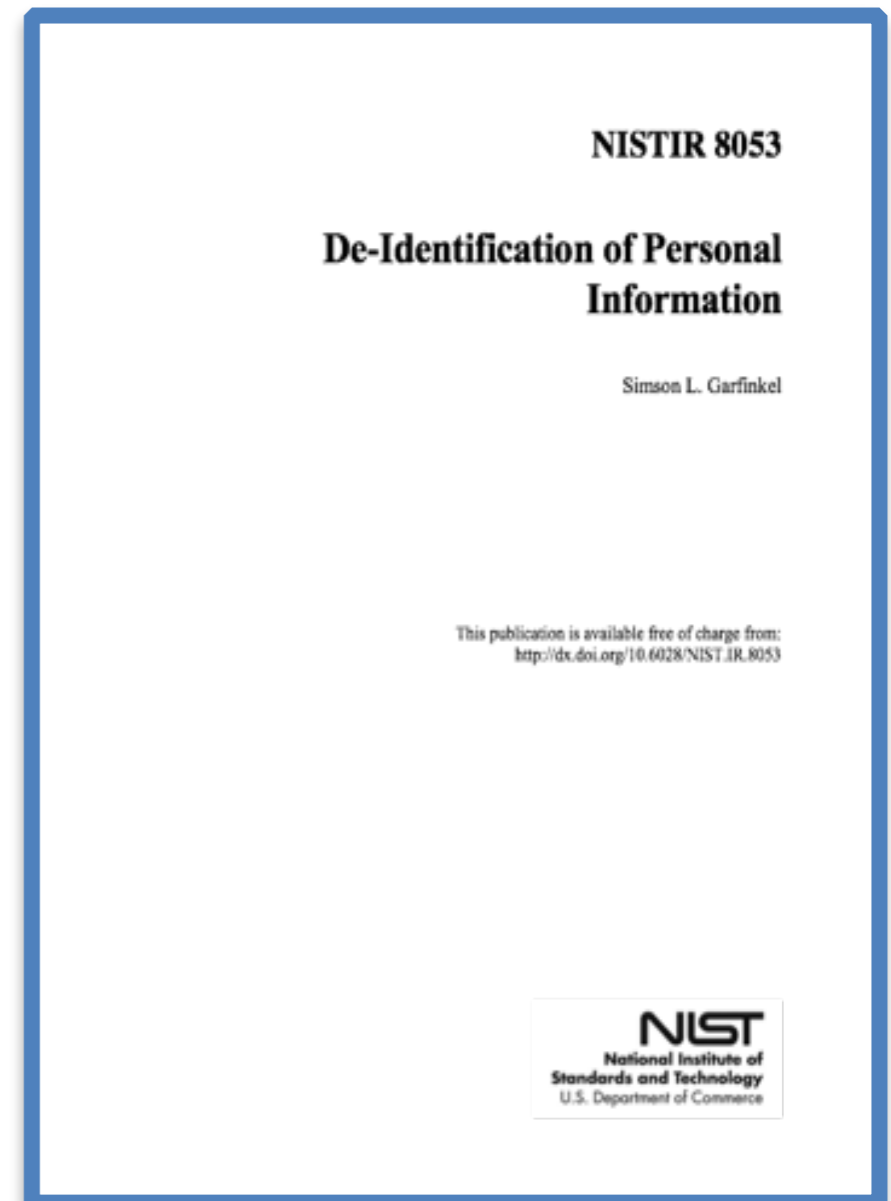 NISTIR 8053
De-Identification of Personal
Information
Simson L. Garfinkel
This publication is available free of charge from:
http://dx.doi.org/10.6028/NIST.IR.8053
NIST
National Institute of
Standards and Technology
U.S. Department of Commerce